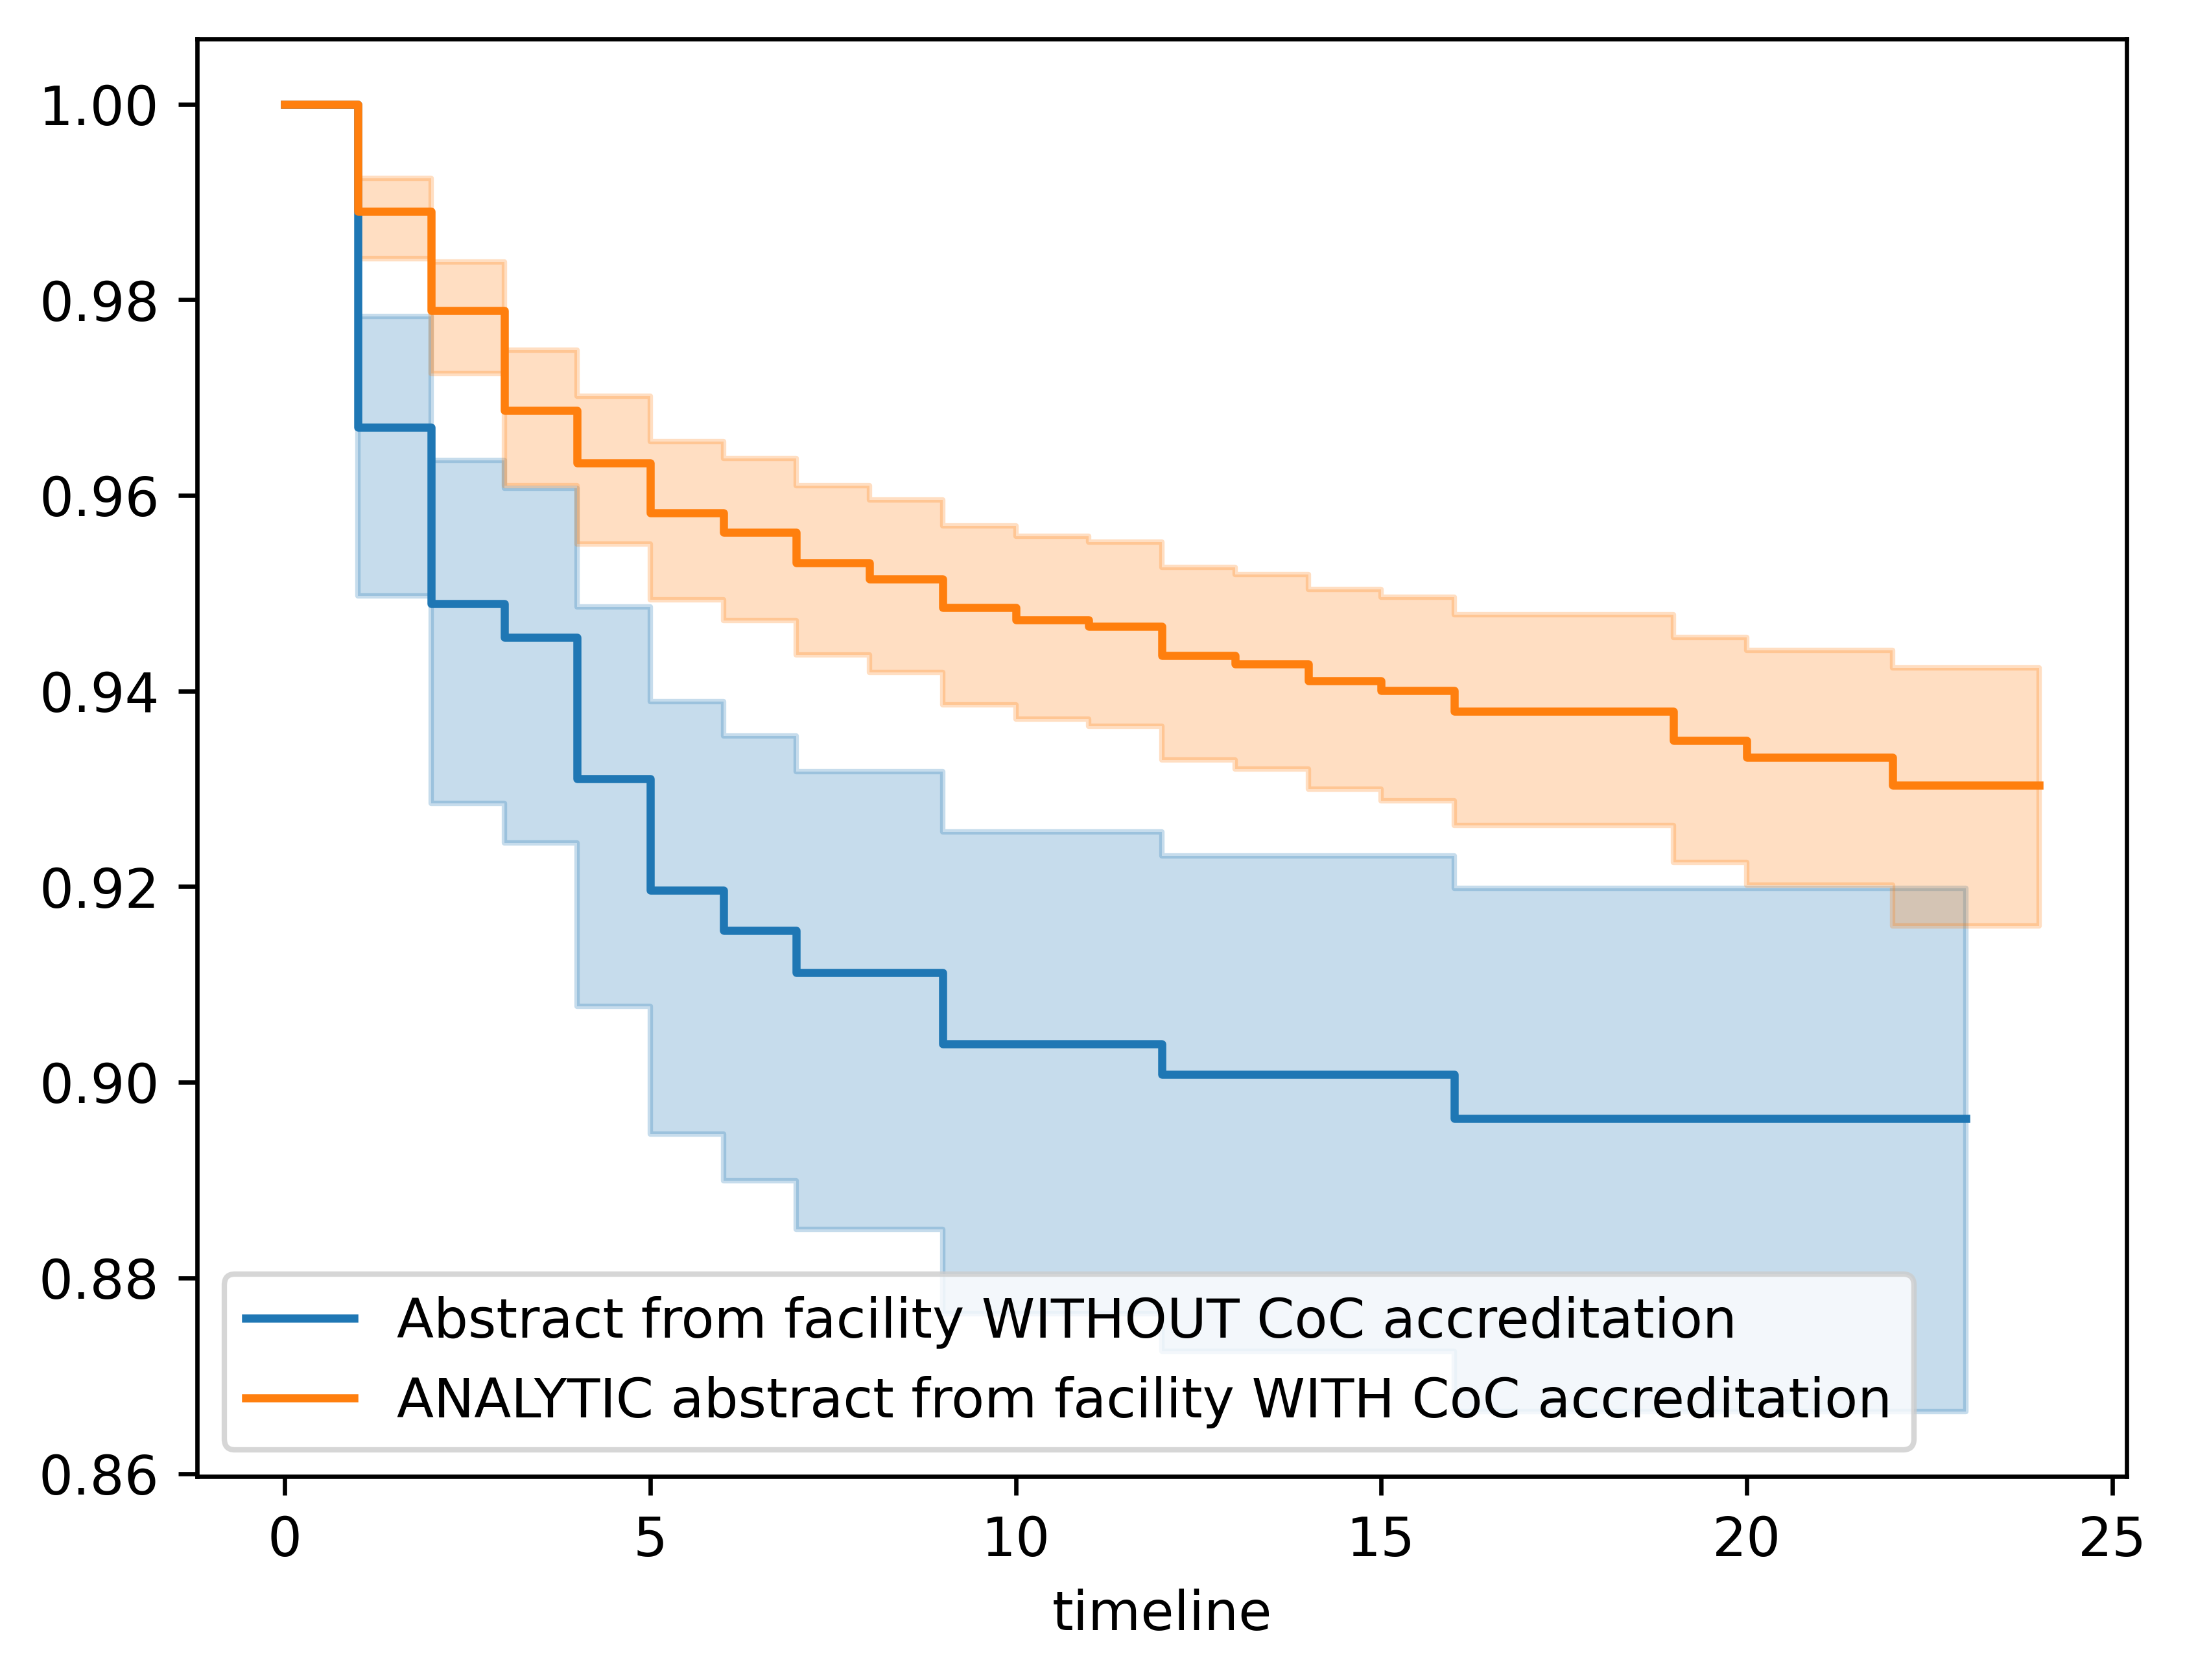 1.00
0.98
0.96
0.94
0.92
0.90
0.88
0.86
Abstract from facility WITHOUT CoC accreditation
ANALYTIC abstract from facility WITH CoC accreditation
0 5 10 15 20 25
timeline